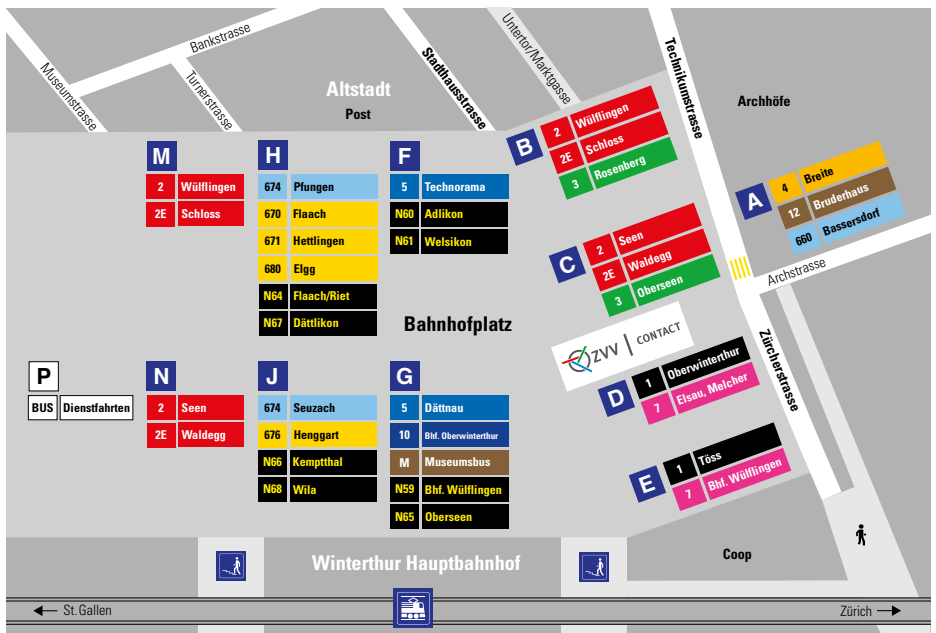 Museumstrasse
Bankstrasse
Turnerstrasse
Altstadt
Post
Stadthausstrasse
Untertor/Marktgasse
Technikumstrasse
Archhöfe
M
2 Wülflingen
2E Schloss
H
674 Pfungen
670 Flaach
671 Hettlingen
680 Elgg
N64 Flaach/Riet
N67 Dättlikon
F
5 Technorama
N60 Adlikon
N61 Welsikon
B
2 Wülflingen
2E Schloss
3 Rosenberg
A
4 Breite
12 Bruderhaus
660 Bassersdorf
C
2 Seen
2E Waldegg
3 Oberseen
Archstrasse
Bahnhofplatz
ZVV | CONTACT
Zürcherstrasse
P
BUS Dienstfahrten
N
2 Seen
2E Waldegg
J
674 Seuzach
676 Henggart
N66 Kemptthal
N68 Wila
G
5 Dättnau
10 Bhf. Oberwinterthur
M Museumsbus
N59 Bhf. Wülflingen
N65 Oberseen
D
1 Oberwinterthur
7 Elsau, Melcher
E
1 Töss
7 Bhf. Wülflingen
Winterthur Hauptbahnhof
Coop
St. Gallen
Zürich